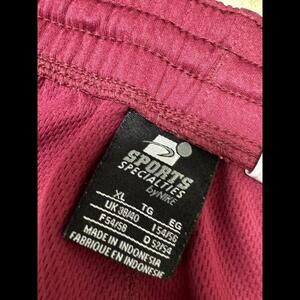 SPORTS
SPECIALTIES
by NIKE
XL TG EG
UK 38/40 I 54/56
F 54/56 D 52/54
MADE IN INDONESIA
FABRIQUE EN INDONESIE